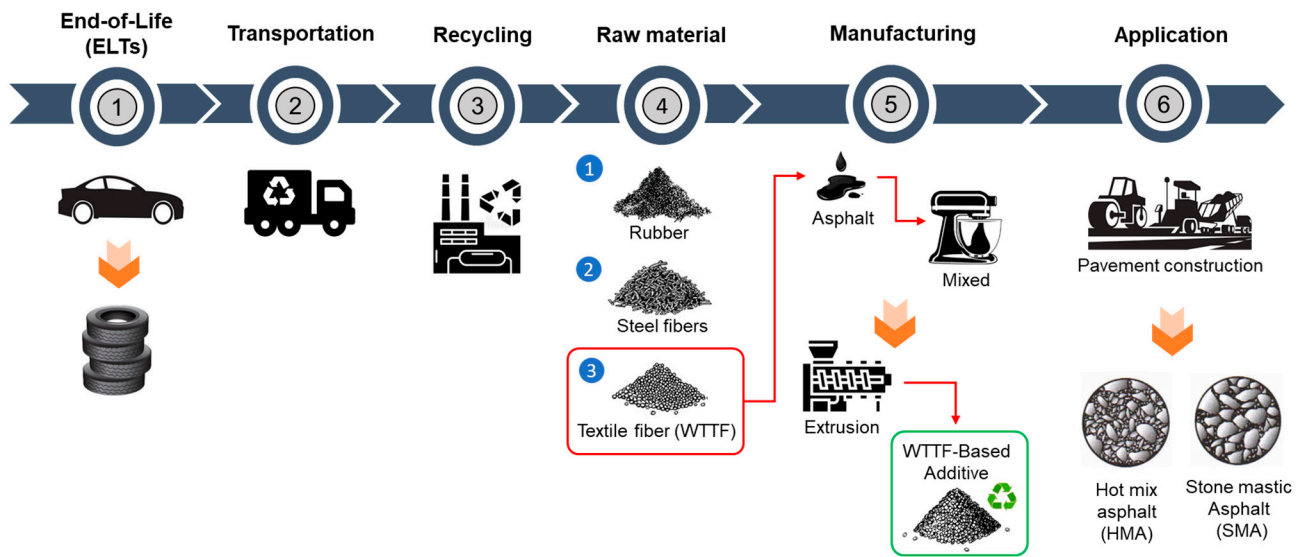 End-of-Life
(ELTs)
Transportation
Recycling
Raw material
Manufacturing
Application
1
2
3
4
5
6
1
Rubber
2
Steel fibers
3
Textile fiber (WTTF)
Asphalt
Mixed
Extrusion
WTTF-Based
Additive
Pavement construction
Hot mix
asphalt
(HMA)
Stone mastic
Asphalt
(SMA)